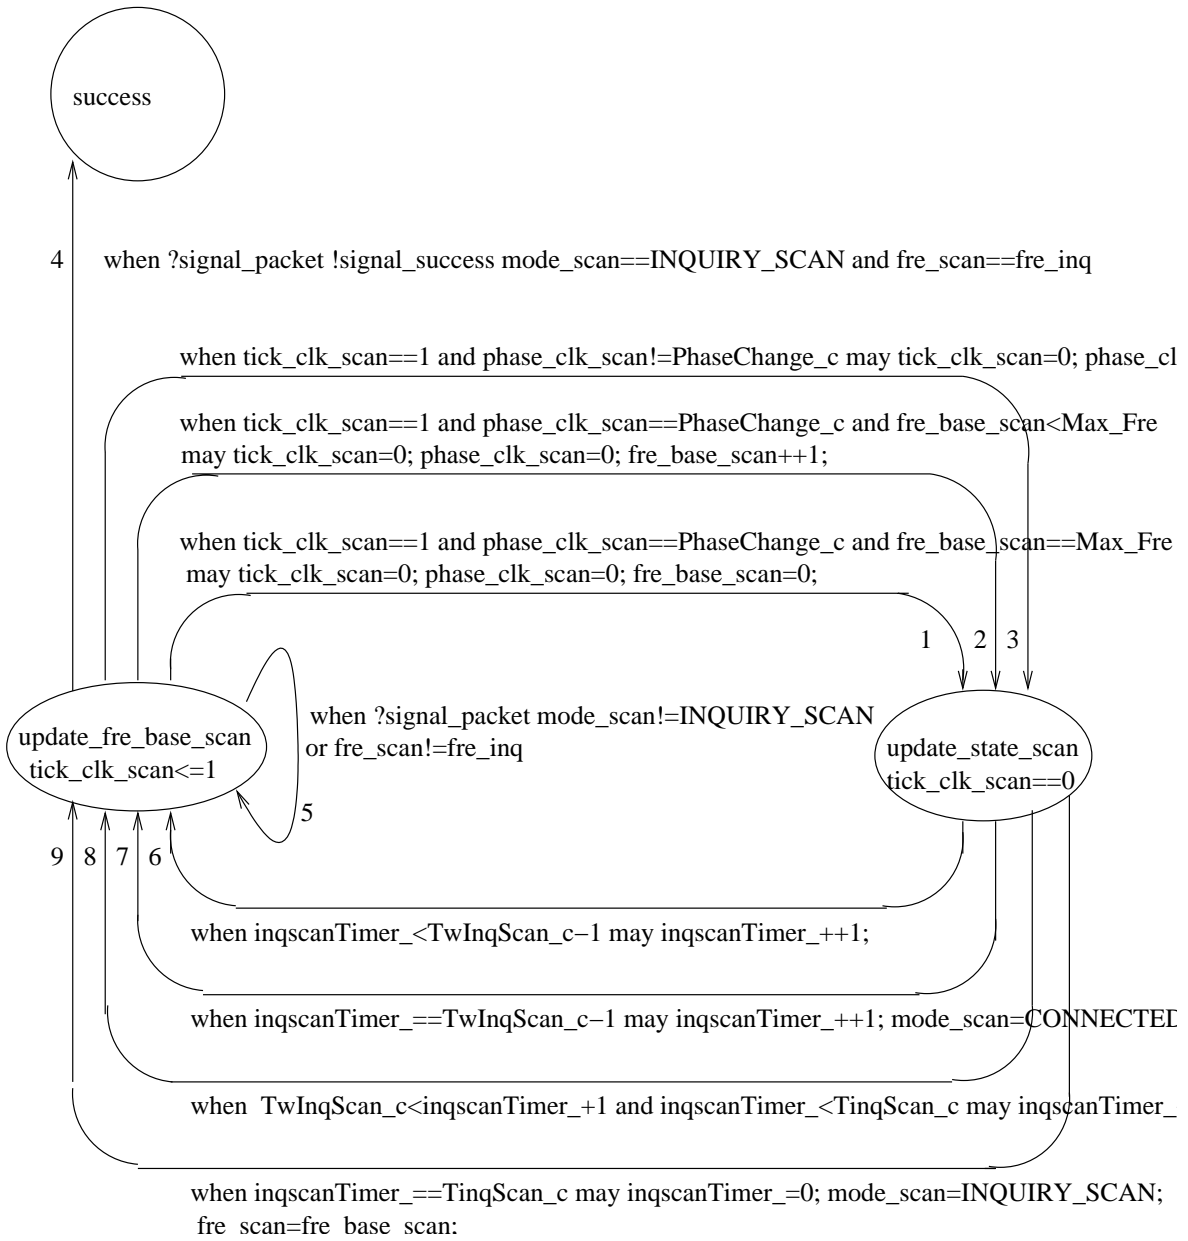 success
4
when ?signal_packet !signal_success mode_scan==INQUIRY_SCAN and fre_scan==fre_inq
when tick_clk_scan==1 and phase_clk_scan!=PhaseChange_c may tick_clk_scan=0; phase_cl
when tick_clk_scan==1 and phase_clk_scan==PhaseChange_c and fre_base_scan<Max_Fre
may tick_clk_scan=0; phase_clk_scan=0; fre_base_scan++1;
when tick_clk_scan==1 and phase_clk_scan==PhaseChange_c and fre_base_scan==Max_Fre
may tick_clk_scan=0; phase_clk_scan=0; fre_base_scan=0;
1 2 3
when ?signal_packet mode_scan!=INQUIRY_SCAN
or fre_scan!=fre_inq
update_fre_base_scan
tick_clk_scan<=1
update_state_scan
tick_clk_scan==0
5
9 8 7 6
when inqscanTimer_<TwInqScan_c−1 may inqscanTimer_++1;
when inqscanTimer_==TwInqScan_c−1 may inqscanTimer_++1; mode_scan=CONNECTED
when TwInqScan_c<inqscanTimer_+1 and inqscanTimer_<TinqScan_c may inqscanTimer_
when inqscanTimer_==TinqScan_c may inqscanTimer_=0; mode_scan=INQUIRY_SCAN;
fre_scan=fre_base_scan;